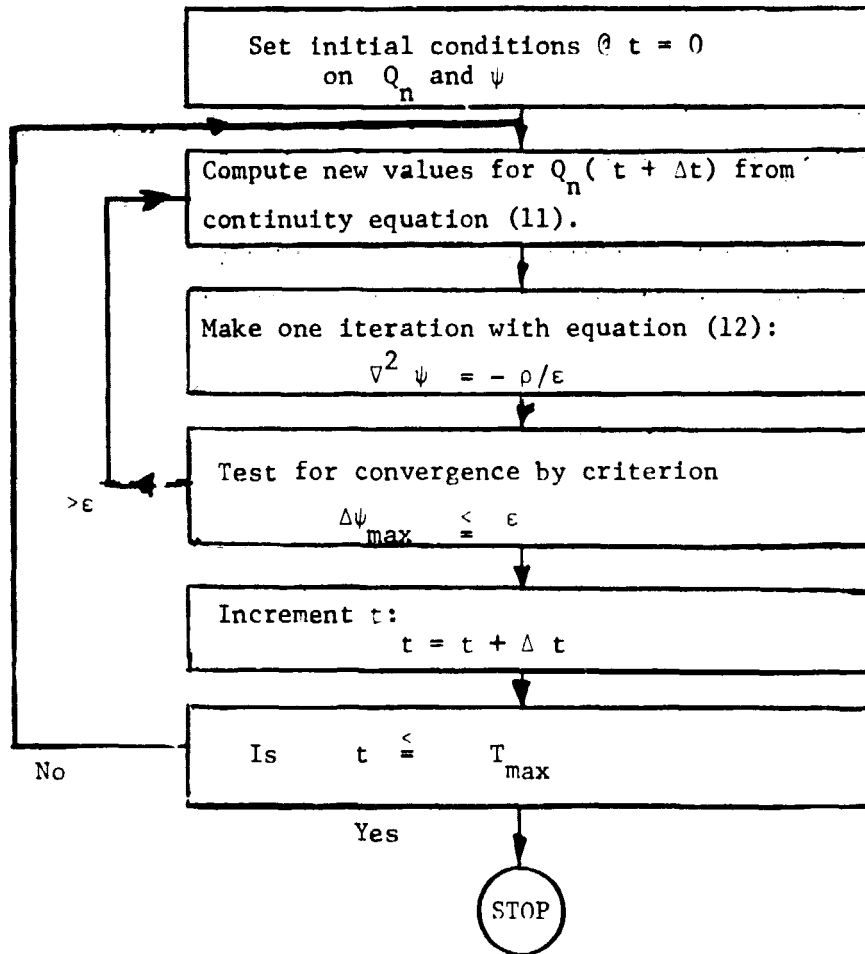 Set initial conditions @ t = 0
on Q_n and ψ
Compute new values for Q_n( t + Δt) from
continuity equation (11).
Make one iteration with equation (12):
∇² ψ = - ρ/ε
Test for convergence by criterion
Δψ_max ≤ ε
>ε
Increment t:
t = t + Δ t
Is t ≤ T_max
No
Yes
STOP